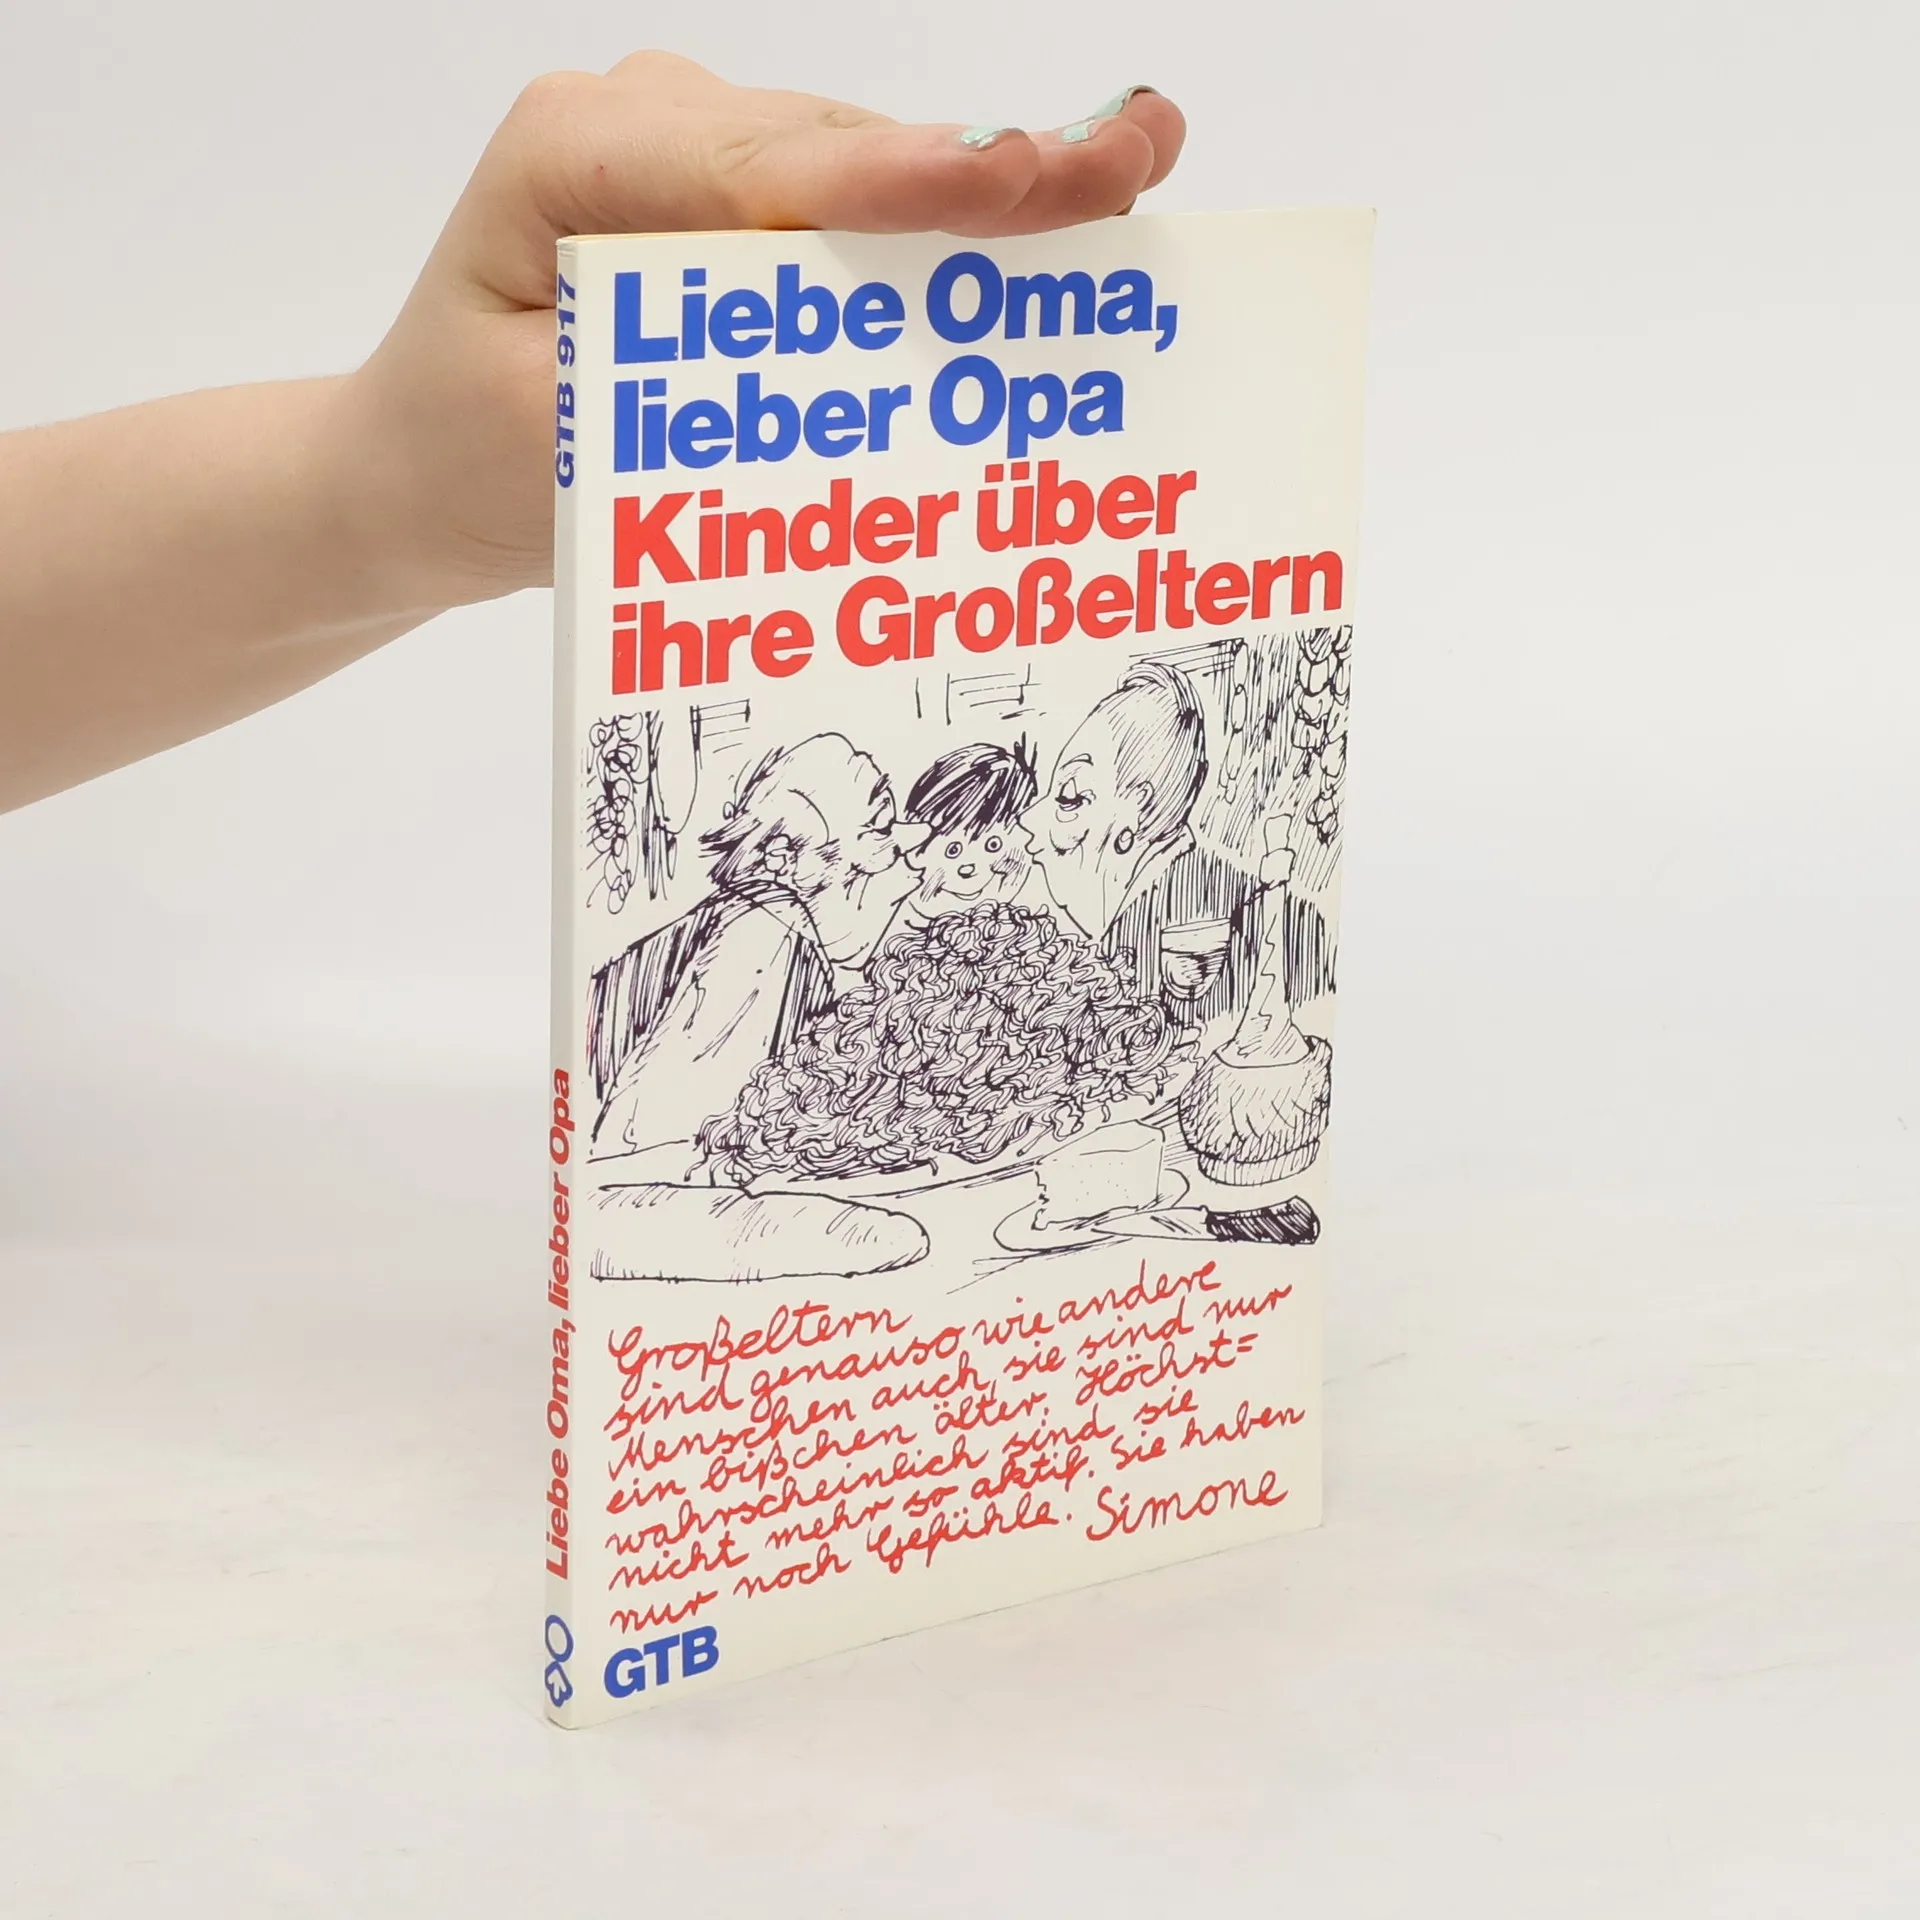 Liebe Oma,
lieber Opa
Kinder über
ihre Großeltern
Großeltern
sind genauso wie andere
Menschen auch, sie sind nur
ein bißchen älter. Höchst=
wahrscheinlich sind sie
nicht mehr so aktif. Sie haben
nur noch Gefühle. Simone
GTB
GTB 917
Liebe Oma, lieber Opa